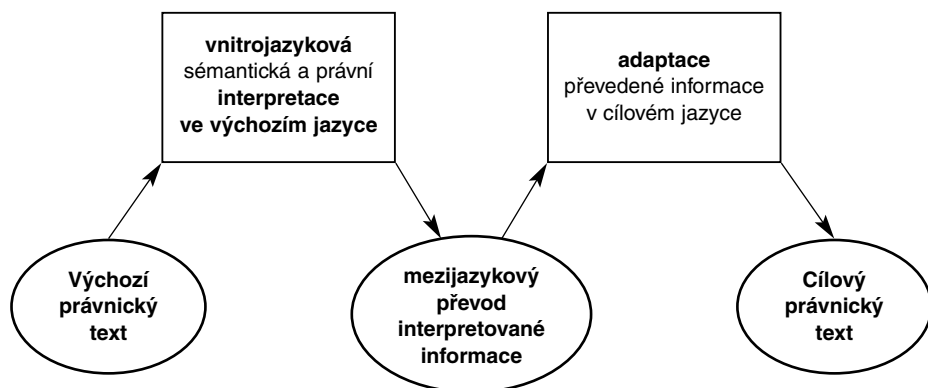 vnitrojazyková
sémantická a právní
interpretace
ve výchozím jazyce
adaptace
převedené informace
v cílovém jazyce
Výchozí
právnický
text
mezijazykový
převod
interpretované
informace
Cílový
právnický
text